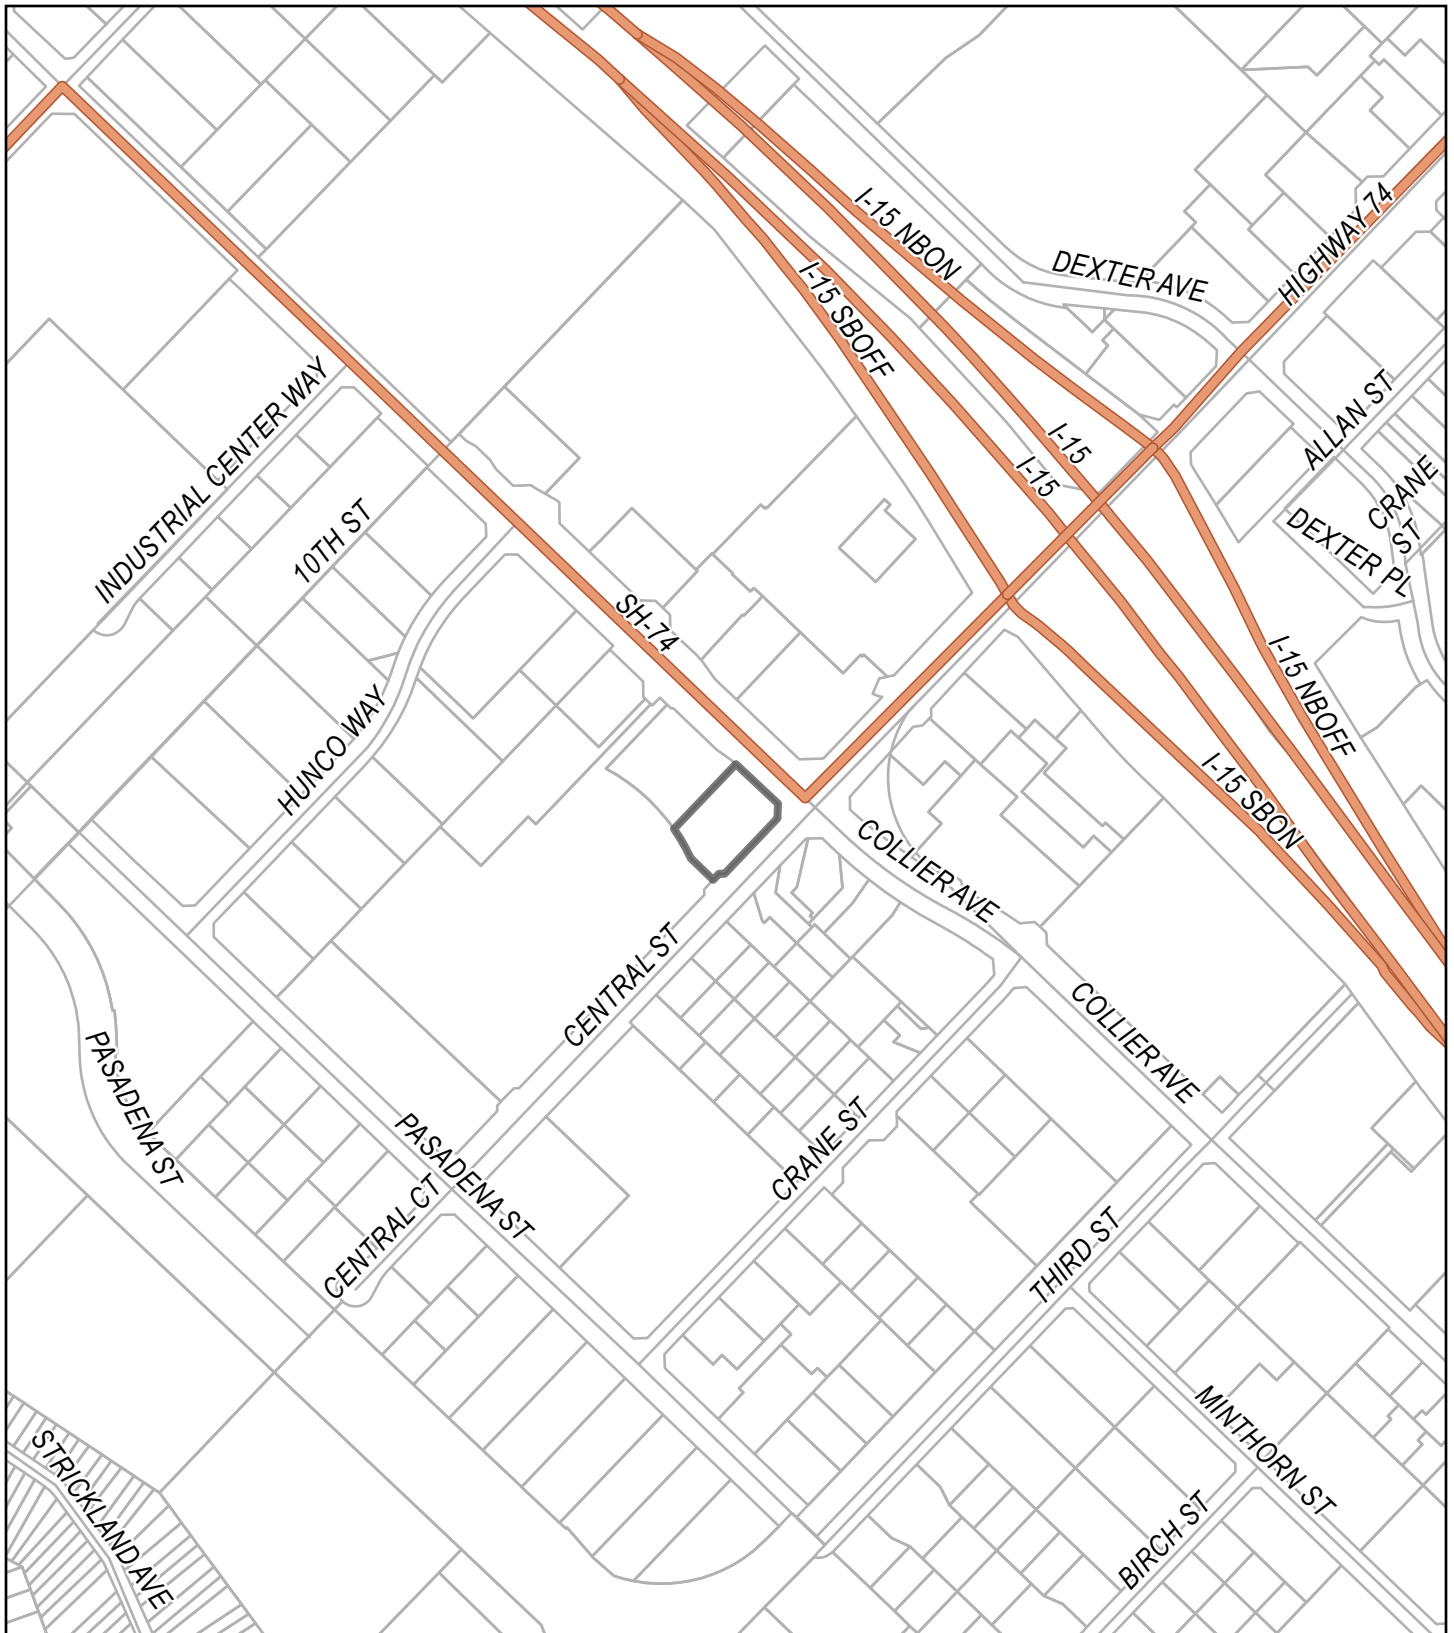 I-15 NBON
DEXTER AVE
HIGHWAY 74
I-15 SBOFF
INDUSTRIAL CENTER WAY
ALLAN ST
I-15
I-15
CRANE
ST
10TH ST
DEXTER PL
SH-74
I-15 NBOFF
HUNCO WAY
I-15 SBON
COLLIER AVE
CENTRAL ST
COLLIER AVE
PASADENA ST
CRANE ST
PASADENA ST
CENTRAL CT
THIRD ST
MINTHORN ST
STRICKLAND AVE
BIRCH ST